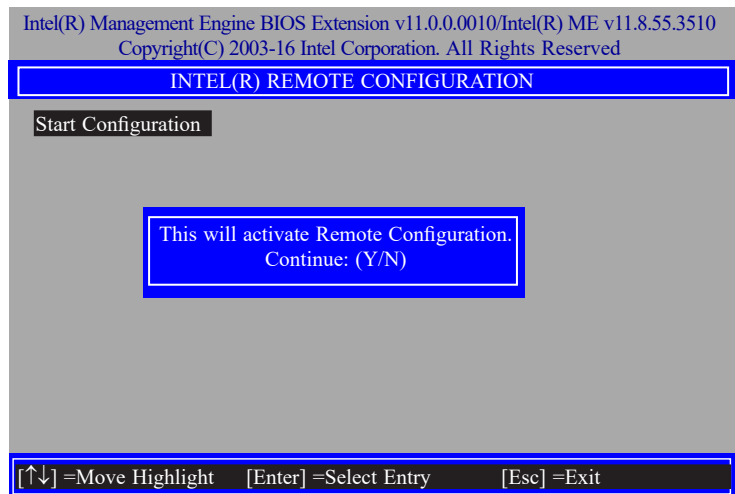 Intel(R) Management Engine BIOS Extension v11.0.0.0010/Intel(R) ME v11.8.55.3510
Copyright(C) 2003-16 Intel Corporation. All Rights Reserved
INTEL(R) REMOTE CONFIGURATION
Start Configuration
This will activate Remote Configuration.
Continue: (Y/N)
[↑↓] =Move Highlight [Enter] =Select Entry [Esc] =Exit